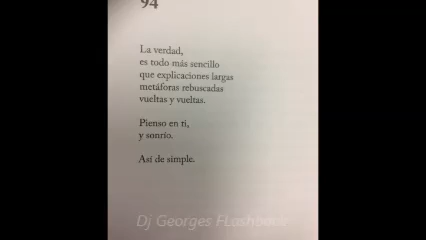 94
La verdad,
es todo más sencillo
que explicaciones largas
metáforas rebuscadas
vueltas y vueltas.
Pienso en ti,
y sonrío.
Así de simple.
Dj Georges FLashback